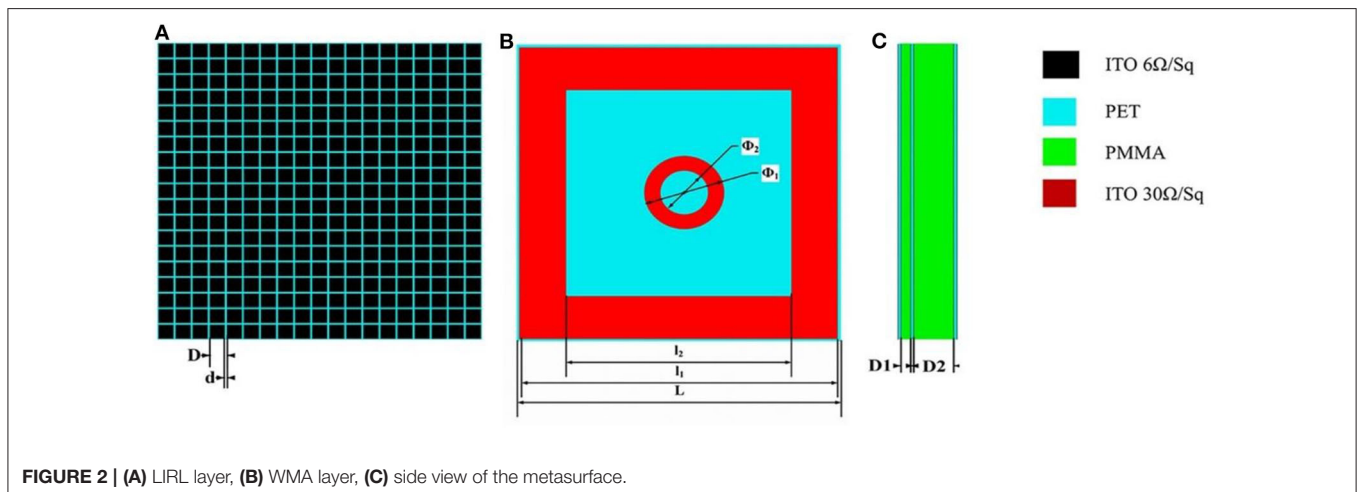 A
B
C
ITO 6Ω/Sq
PET
PMMA
ITO 30Ω/Sq
Φ2
Φ1
D
d
l2
l1
L
D1
D2
FIGURE 2 | (A) LIRL layer, (B) WMA layer, (C) side view of the metasurface.